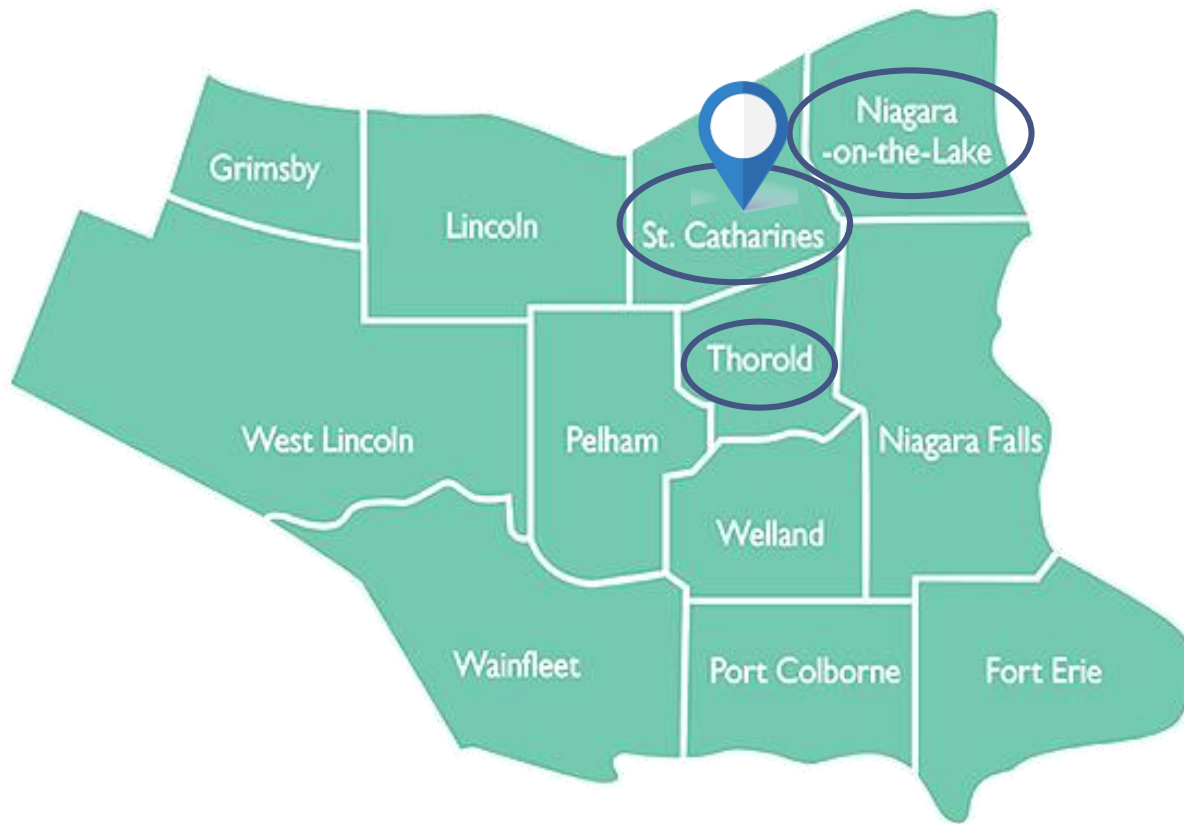 Niagara
-on-the-Lake
Grimsby
Lincoln
St. Catharines
Thorold
West Lincoln
Pelham
Niagara Falls
Welland
Wainfleet
Port Colborne
Fort Erie